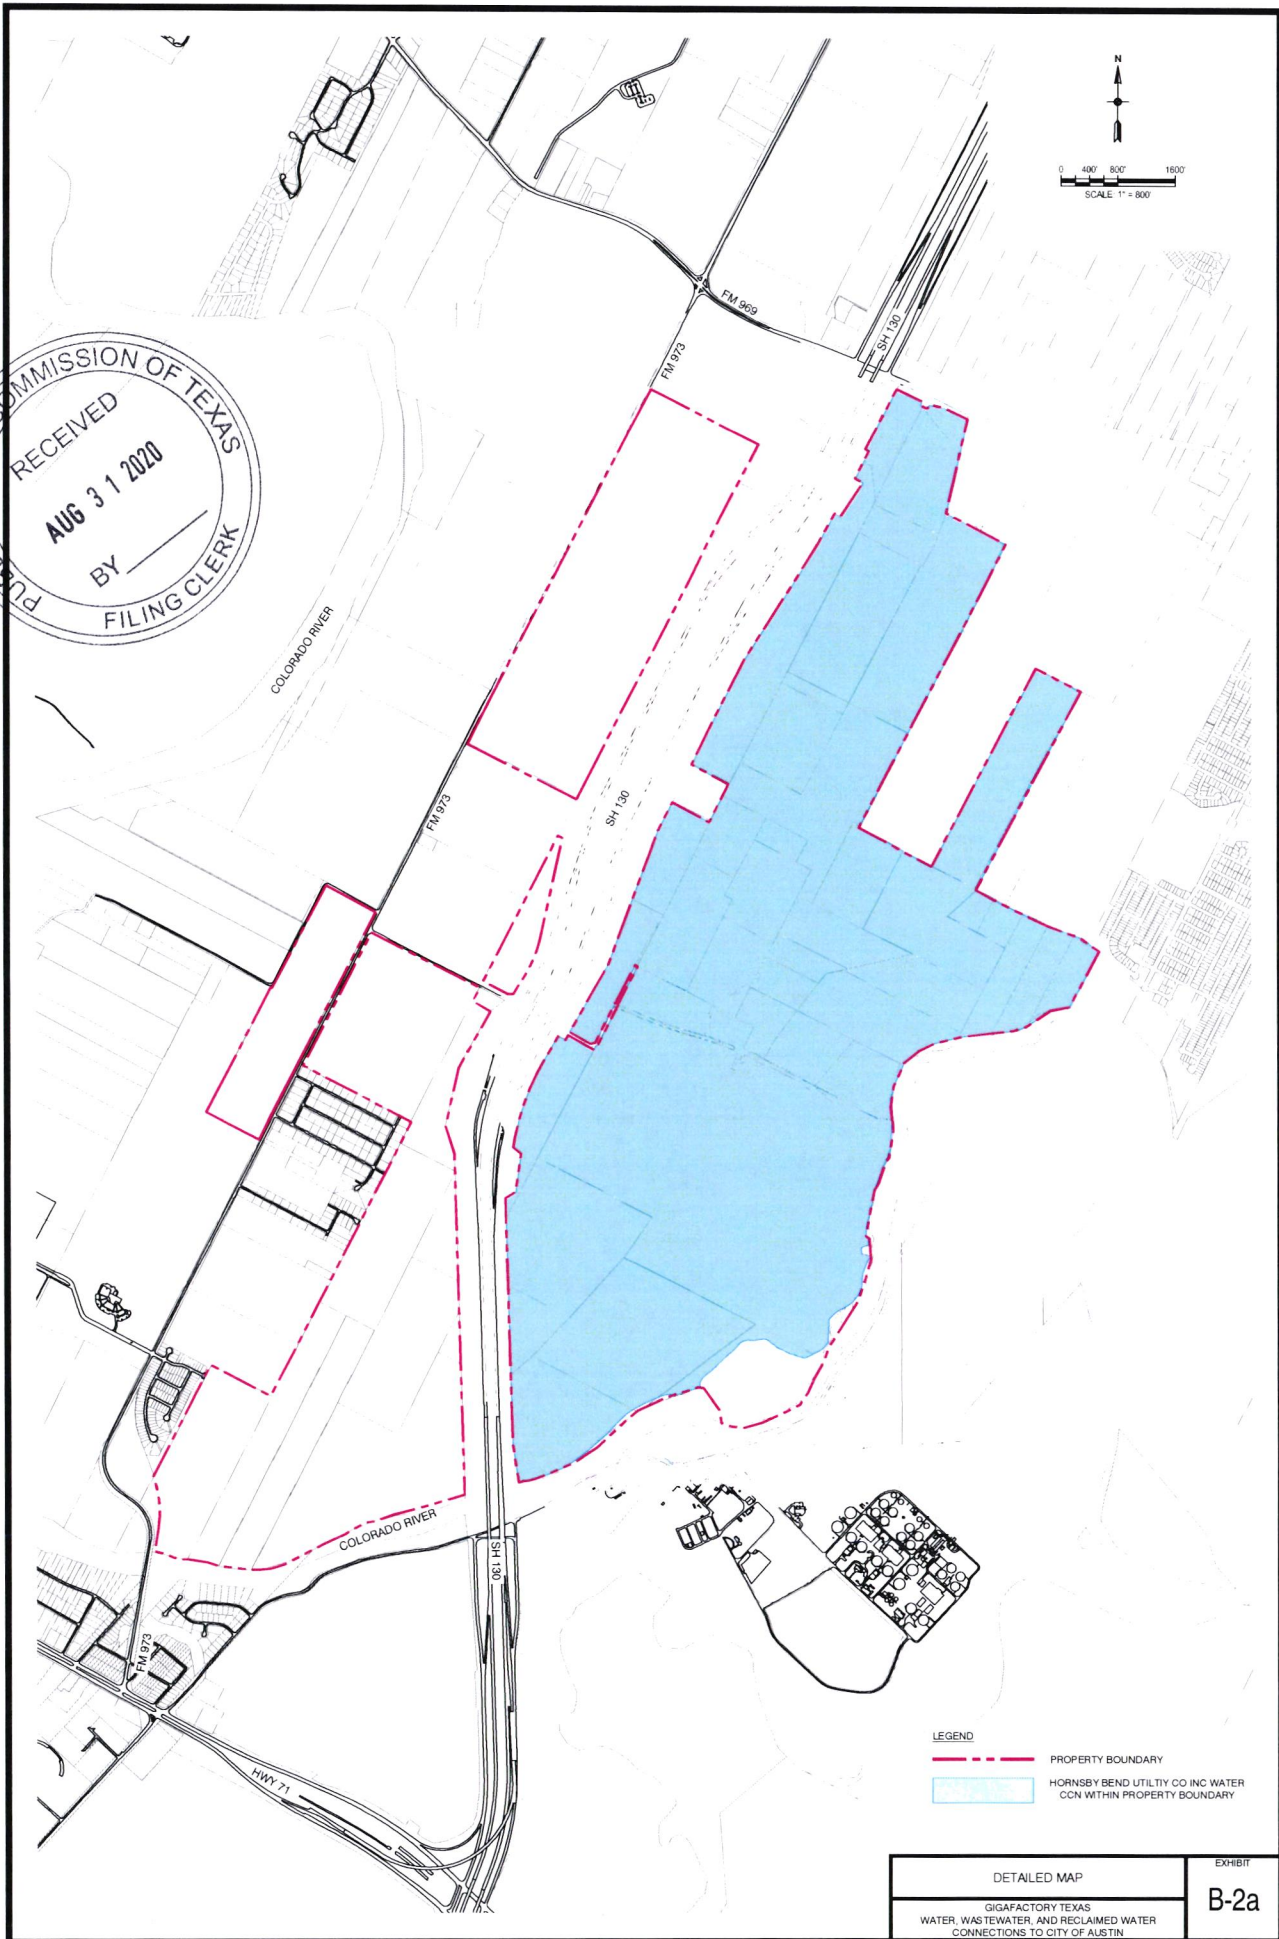 N
0 400' 800' 1600'
SCALE: 1" = 800'
FM 969
SH 130
FM 973
COMMISSION OF TEXAS
RECEIVED
AUG 3 1 2020
BY
FILING CLERK
COLORADO RIVER
SH 130
FM 973
COLORADO RIVER
SH 130
FM 973
HWY 71
LEGEND
PROPERTY BOUNDARY
HORNSBY BEND UTILTIY CO INC WATER
CCN WITHIN PROPERTY BOUNDARY
DETAILED MAP
EXHIBIT
B-2a
GIGAFACTORY TEXAS
WATER, WASTEWATER, AND RECLAIMED WATER
CONNECTIONS TO CITY OF AUSTIN